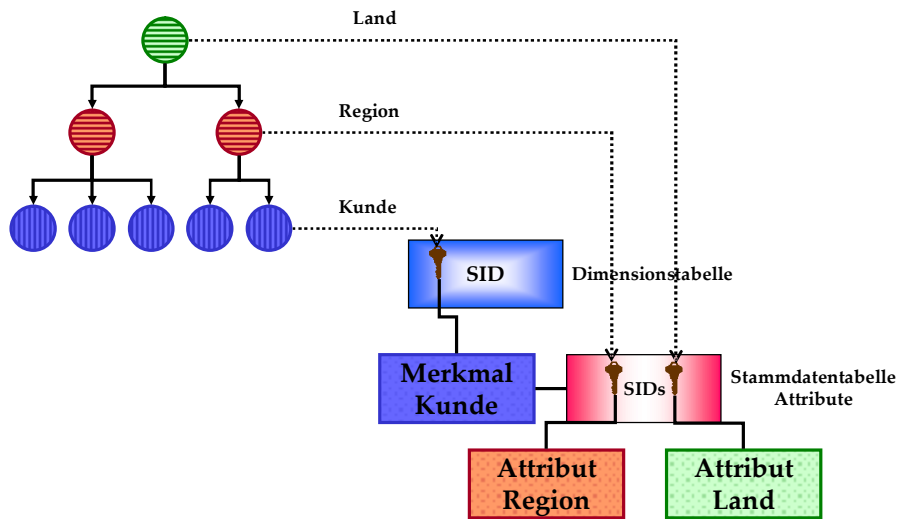 Land
Region
Kunde
SID
Dimensionstabelle
Merkmal
Kunde
SIDs
Stammdatentabelle
Attribute
Attribut
Region
Attribut
Land